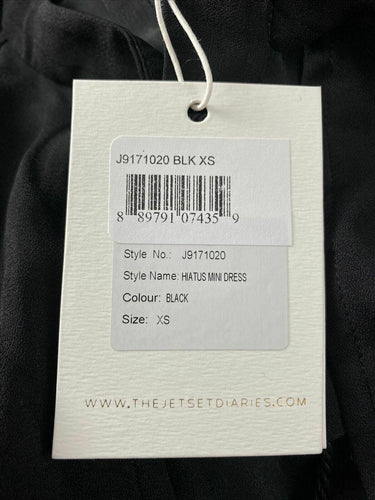 J9171020 BLK XS
8 89791 07435 9
Style No.: J9171020
Style Name: HIATUS MINI DRESS
Colour: BLACK
Size: XS
WWW.THEJETSETDIARIES.COM